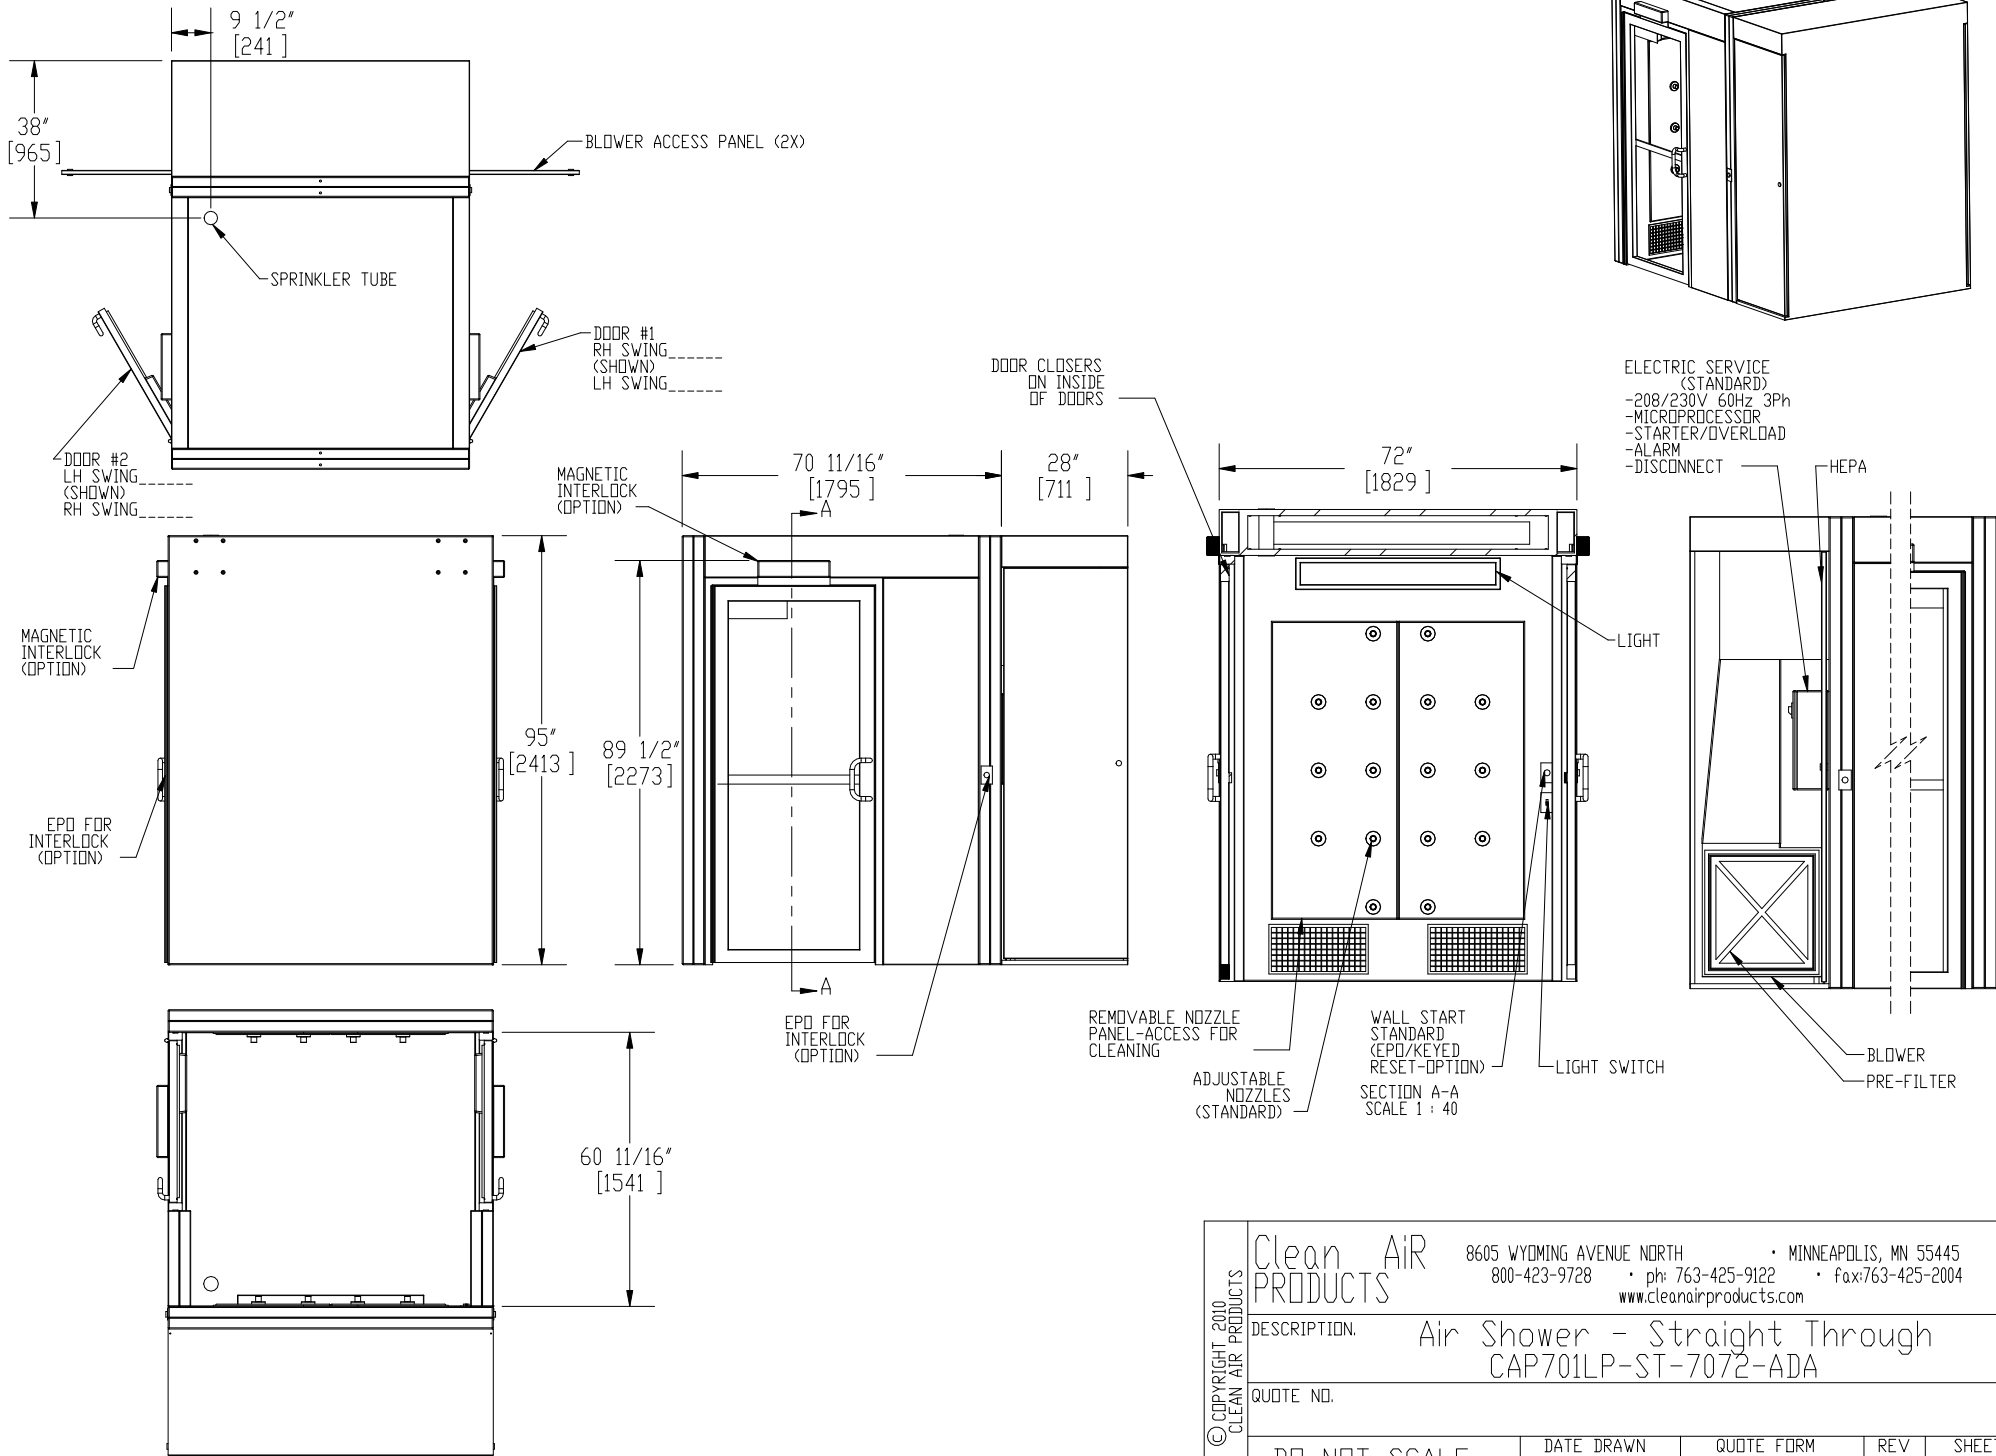 9 1/2"
[241 ]
38"
[965]
BLOWER ACCESS PANEL (2X)
SPRINKLER TUBE
DOOR #1
RH SWING______
(SHOWN)
LH SWING______
DOOR #2
LH SWING______
(SHOWN)
RH SWING______
MAGNETIC
INTERLOCK
(OPTION)
70 11/16"
[1795 ]
28"
[711 ]
A
DOOR CLOSERS
ON INSIDE
OF DOORS
72"
[1829 ]
ELECTRIC SERVICE
(STANDARD)
-208/230V 60Hz 3Ph
-MICROPROCESSOR
-STARTER/OVERLOAD
-ALARM
-DISCONNECT
HEPA
MAGNETIC
INTERLOCK
(OPTION)
EPO FOR
INTERLOCK
(OPTION)
95"
[2413 ]
89 1/2"
[2273]
LIGHT
A
EPO FOR
INTERLOCK
(OPTION)
REMOVABLE NOZZLE
PANEL-ACCESS FOR
CLEANING
ADJUSTABLE
NOZZLES
(STANDARD)
WALL START
STANDARD
(EPO/KEYED
RESET-OPTION)
SECTION A-A
SCALE 1 : 40
LIGHT SWITCH
BLOWER
PRE-FILTER
60 11/16"
[1541 ]
© COPYRIGHT 2010
CLEAN AIR PRODUCTS
Clean AiR
PRODUCTS
8605 WYOMING AVENUE NORTH · MINNEAPOLIS, MN 55445
800-423-9728 · ph: 763-425-9122 · fax:763-425-2004
www.cleanairproducts.com
DESCRIPTION.
Air Shower - Straight Through
CAP701LP-ST-7072-ADA
QUOTE NO.
DO NOT SCALE
DATE DRAWN
QUOTE FORM
REV
SHEET